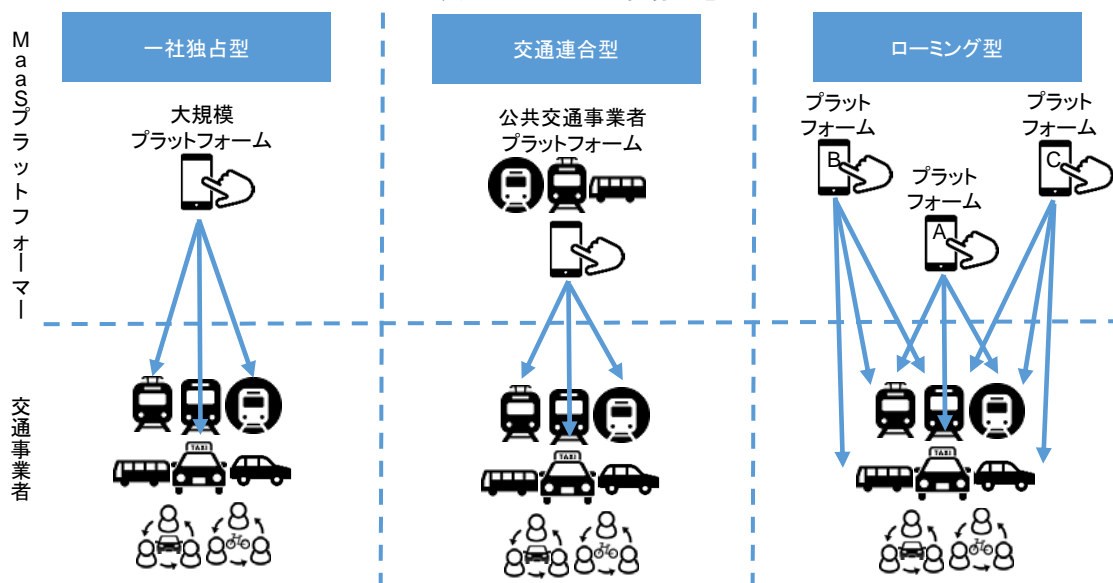 MaaSプラットフォーマー
一社独占型
交通連合型
ローミング型
大規模
プラットフォーム
公共交通事業者
プラットフォーム
プラット
フォーム
B
プラット
フォーム
A
プラット
フォーム
C
交通事業者
TAXI
TAXI
TAXI